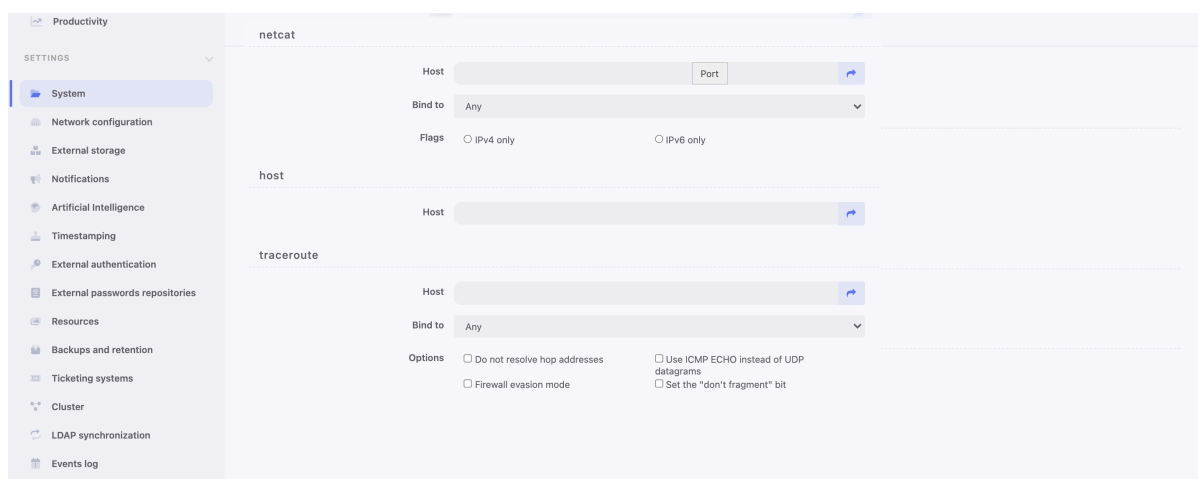 Productivity
netcat
SETTINGS
Host
Port
System
Bind to
Any
Network configuration
Flags
IPv4 only
IPv6 only
External storage
Notifications
host
Artificial Intelligence
Host
Timestamping
traceroute
External authentication
Host
External passwords repositories
Resources
Bind to
Any
Backups and retention
Options
Do not resolve hop addresses
Use ICMP ECHO instead of UDP
datagrams
Ticketing systems
Firewall evasion mode
Set the "don't fragment" bit
Cluster
LDAP synchronization
Events log